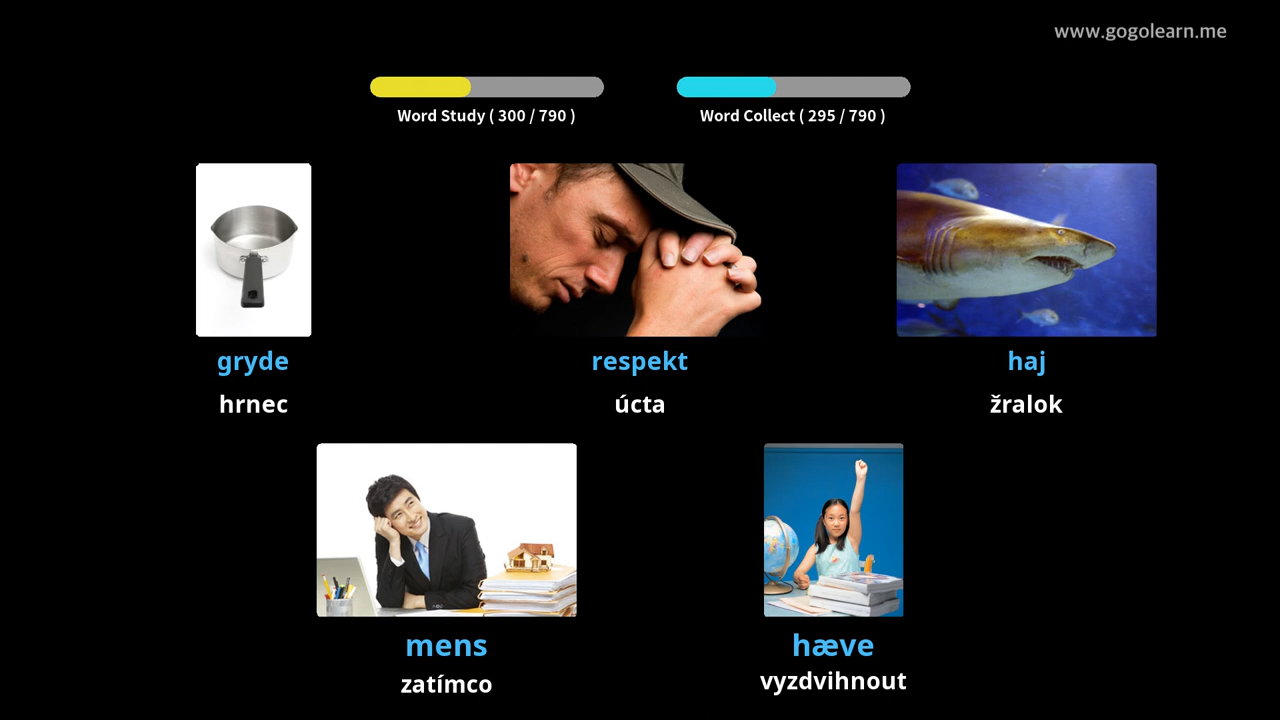 www.gogolearn.me
Word Study ( 300 / 790 )
Word Collect ( 295 / 790 )
gryde
respekt
haj
hrnec
úcta
žralok
mens
hæve
zatímco
vyzdvihnout